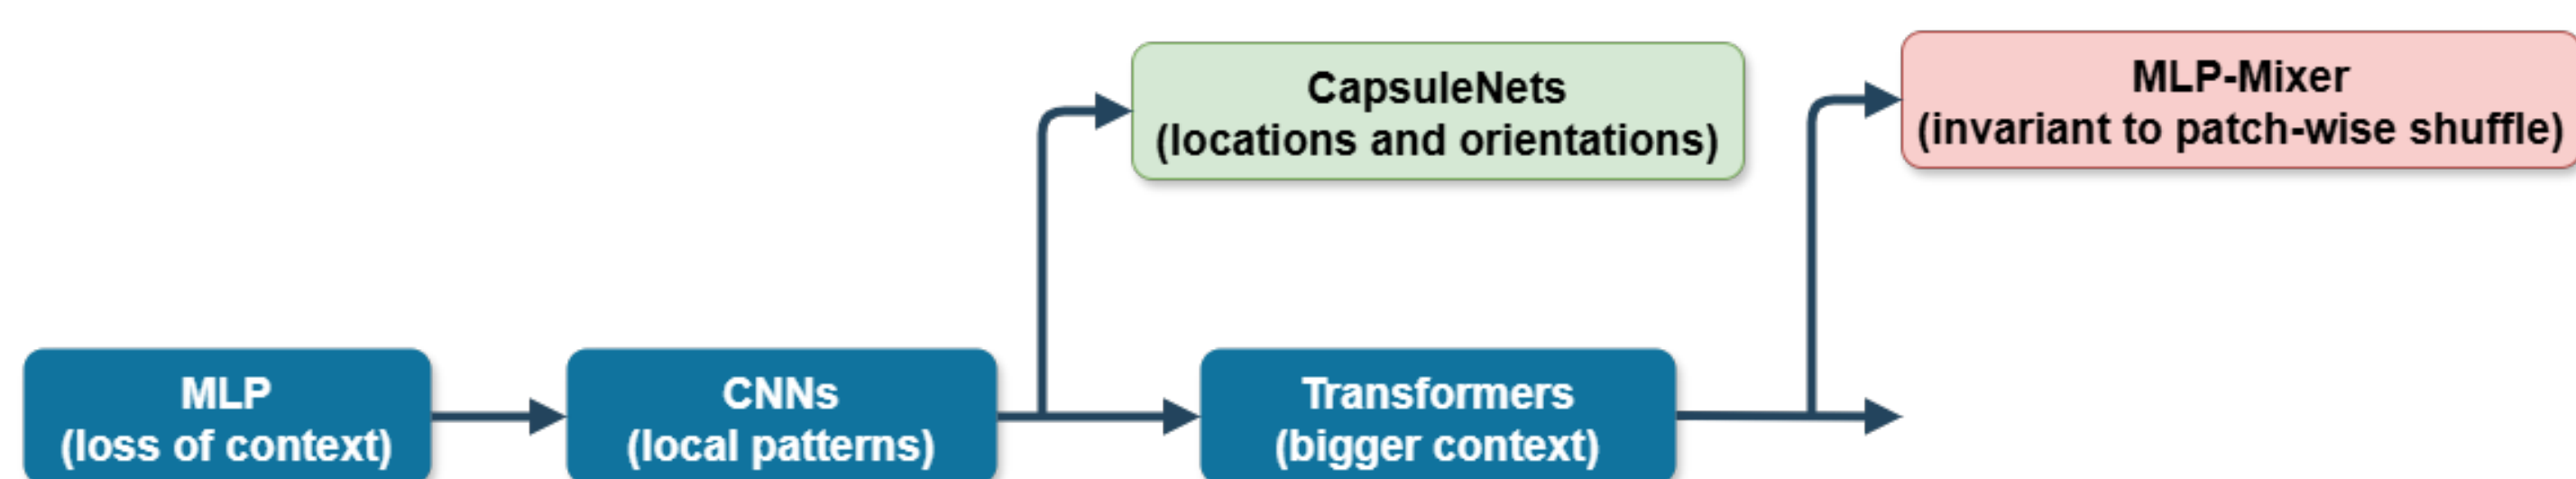 CapsuleNets
(locations and orientations)
MLP-Mixer
(invariant to patch-wise shuffle)
MLP
(loss of context)
CNNs
(local patterns)
Transformers
(bigger context)